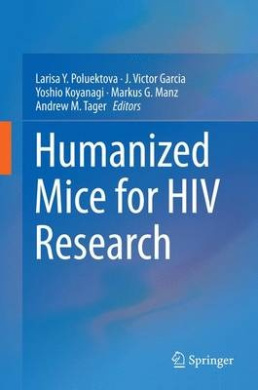 Larisa Y. Poluektova · J. Victor Garcia
Yoshio Koyanagi · Markus G. Manz
Andrew M. Tager Editors
Humanized
Mice for HIV
Research
Springer